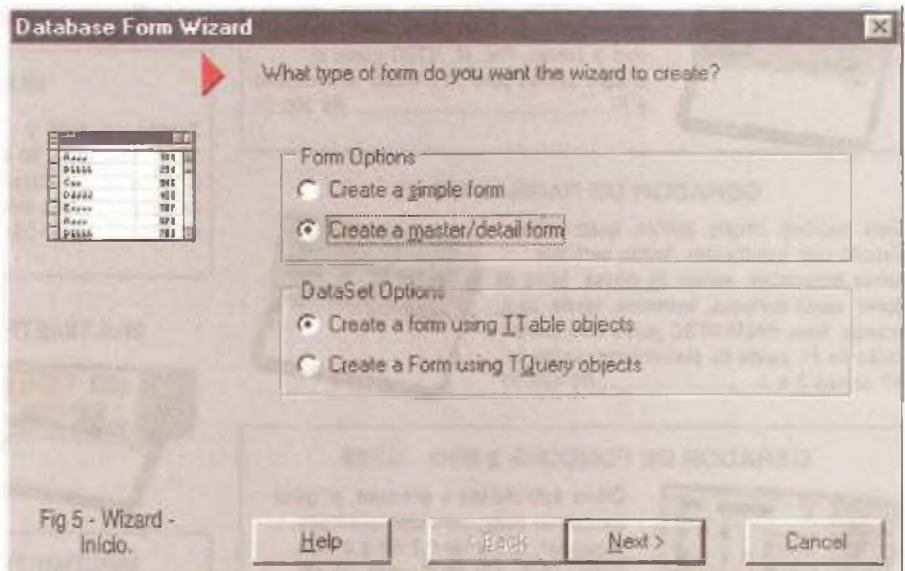 Database Form Wizard
What type of form do you want the wizard to create?
Form Options
Create a simple form
Create a master/detail form
DataSet Options
Create a form using TTable objects
Create a Form using TQuery objects
Fig 5 - Wizard -
Início.
Help
< Back
Next >
Cancel